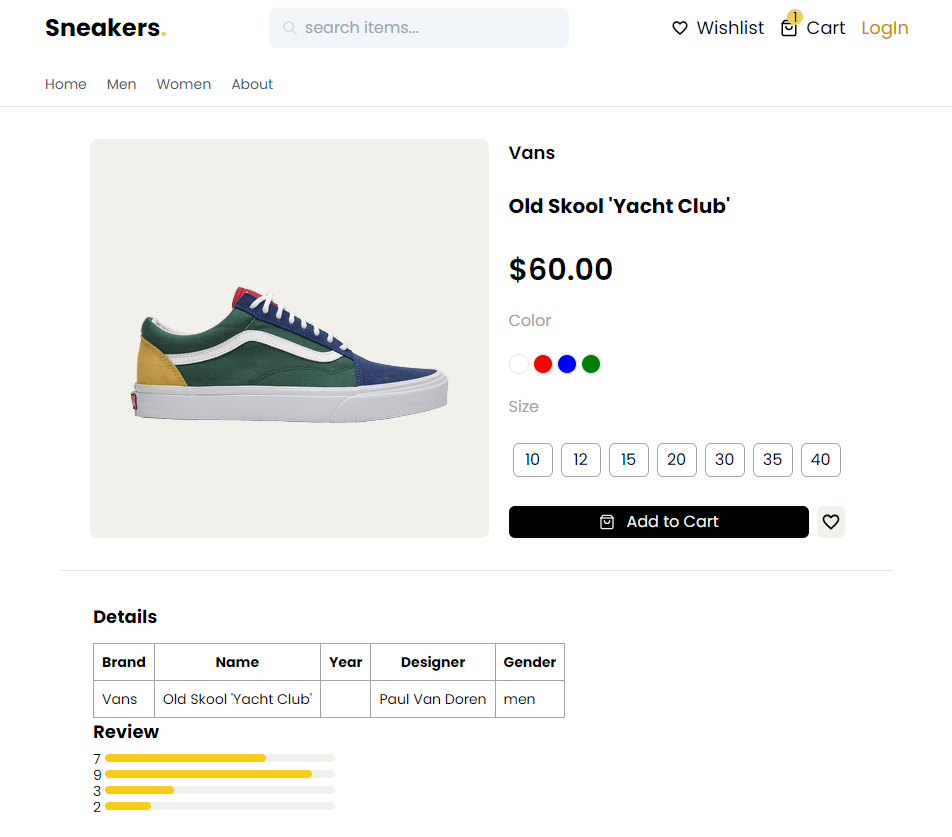 Sneakers.
search items...
Wishlist
1
Cart
LogIn
Home Men Women About
Vans
Old Skool 'Yacht Club'
$60.00
Color
Size
10 12 15 20 30 35 40
Add to Cart
Details
Brand Name Year Designer Gender
Vans Old Skool 'Yacht Club' Paul Van Doren men
Review
7
9
3
2